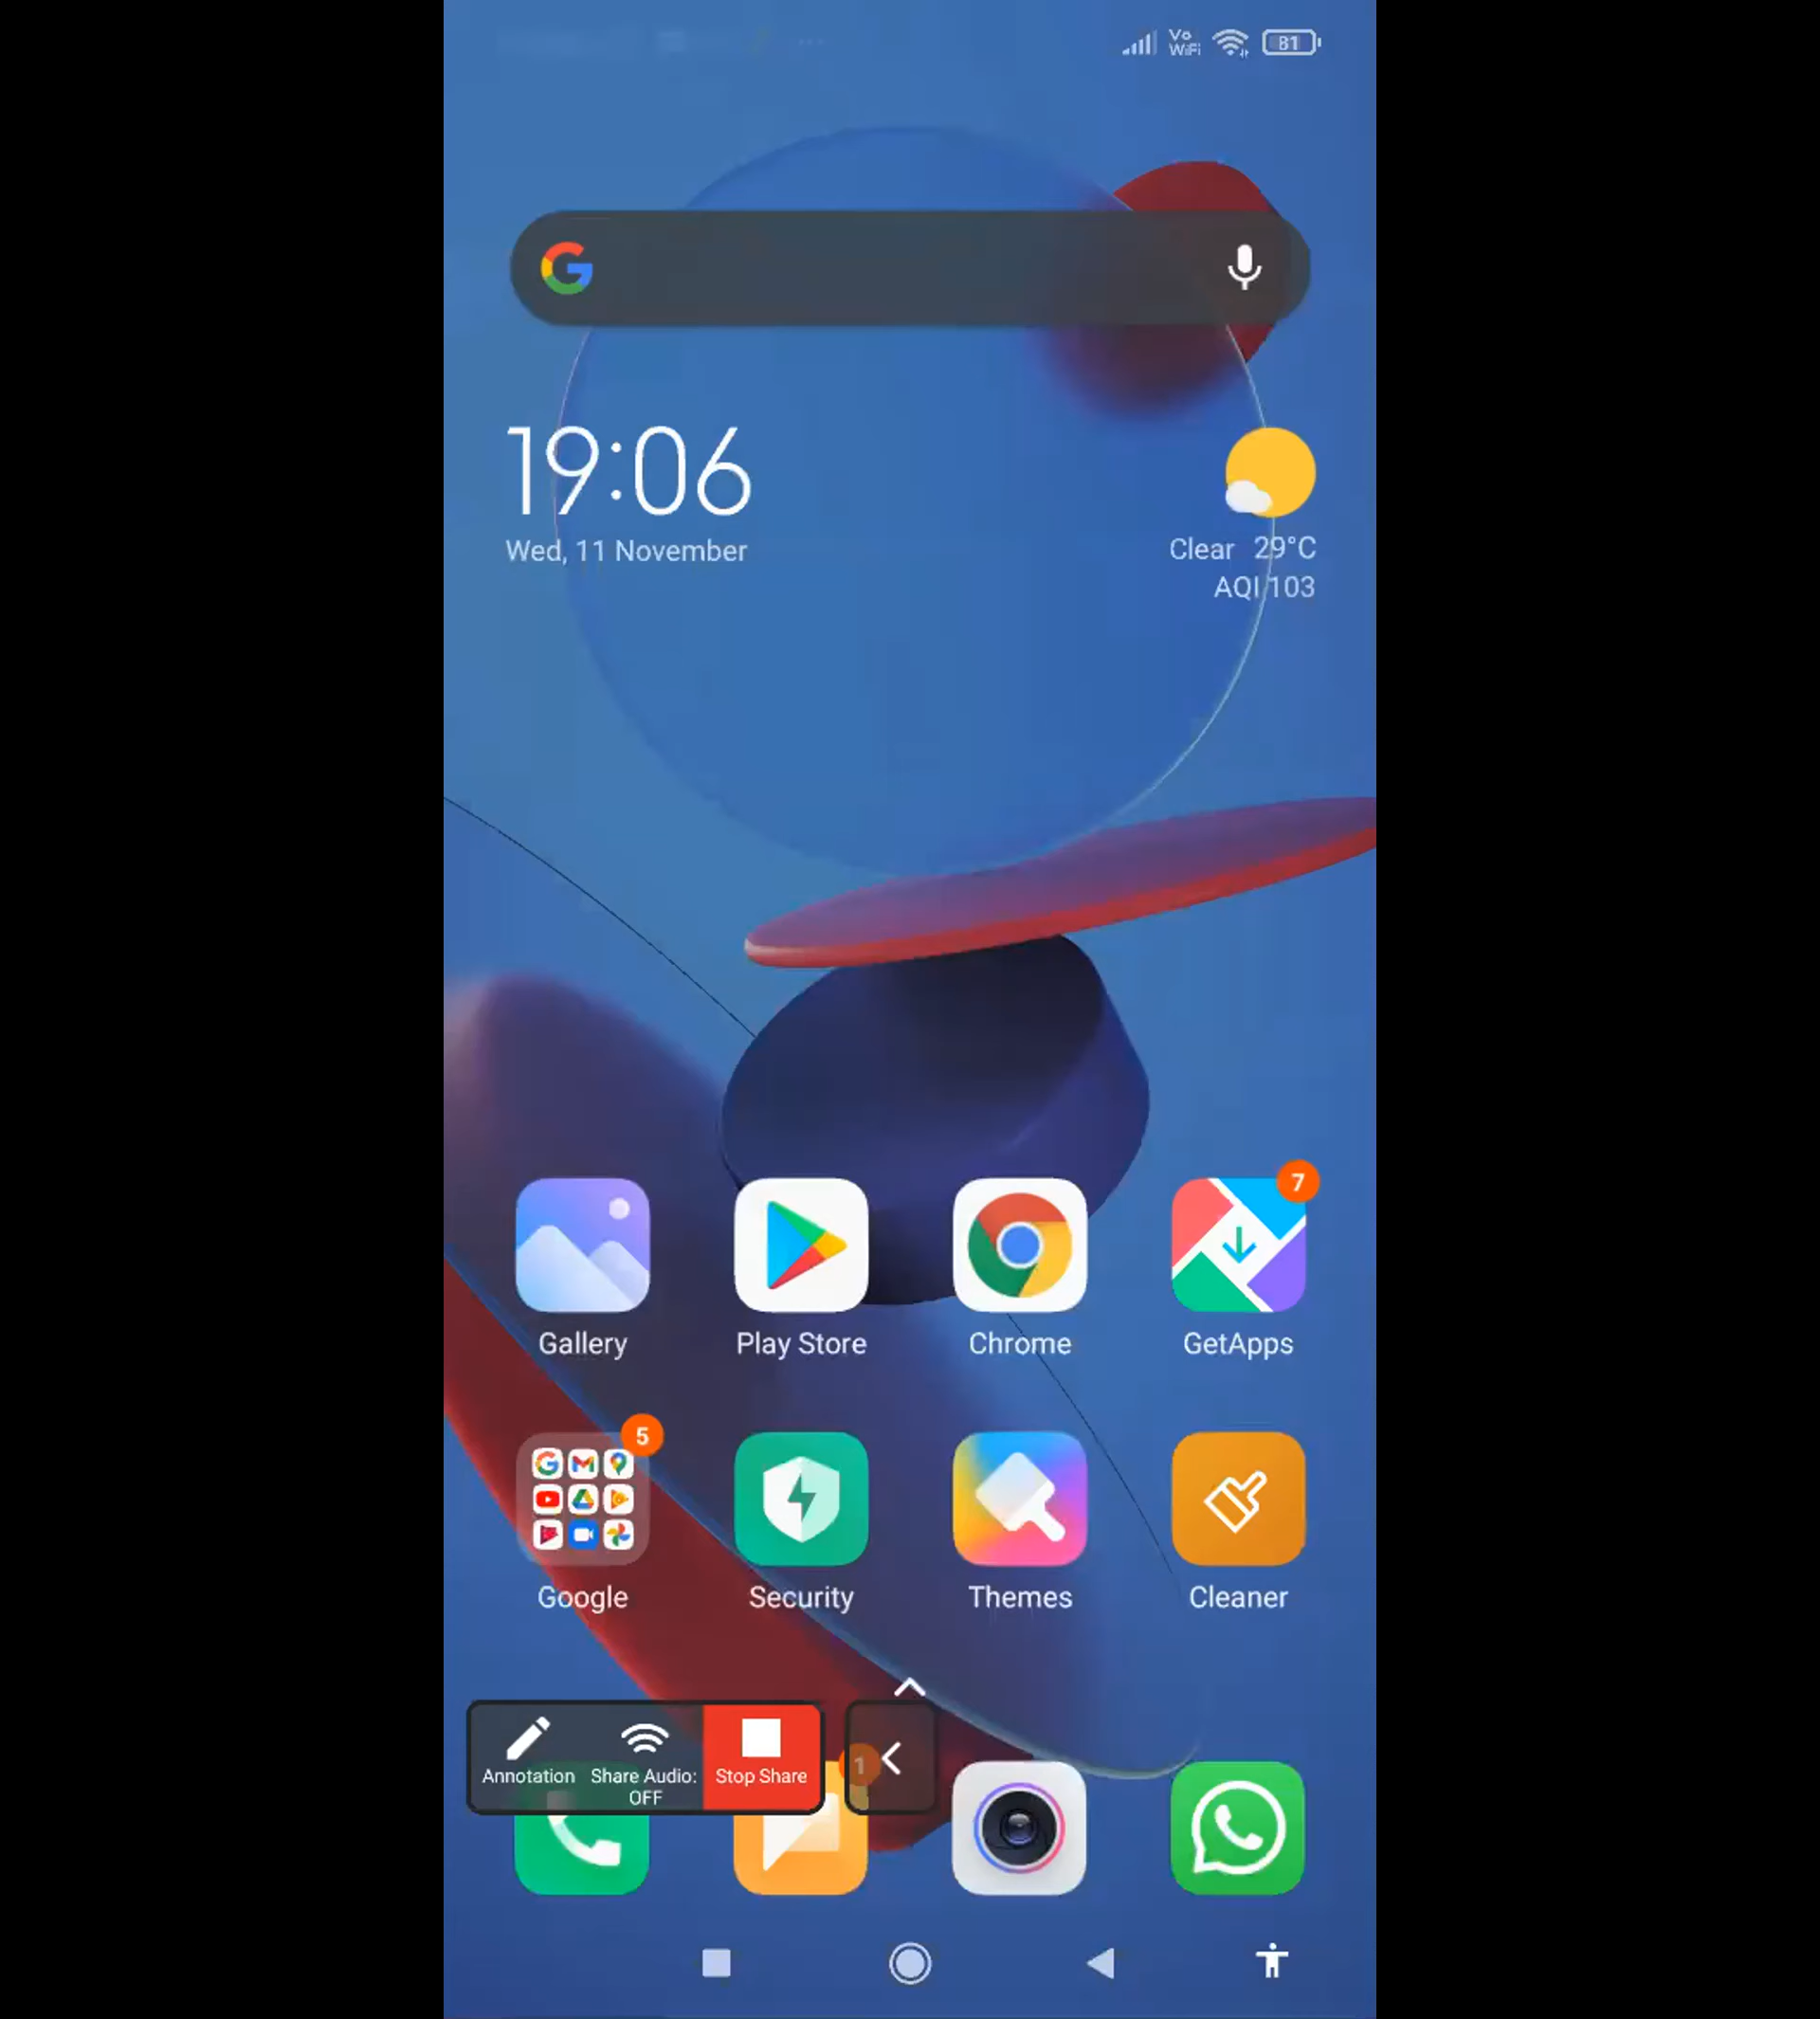 Vo
WiFi
81
19:06
Wed, 11 November
Clear 29°C
AQI 103
7
Gallery
Play Store
Chrome
GetApps
5
Google
Security
Themes
Cleaner
Annotation
Share Audio:
OFF
Stop Share
1